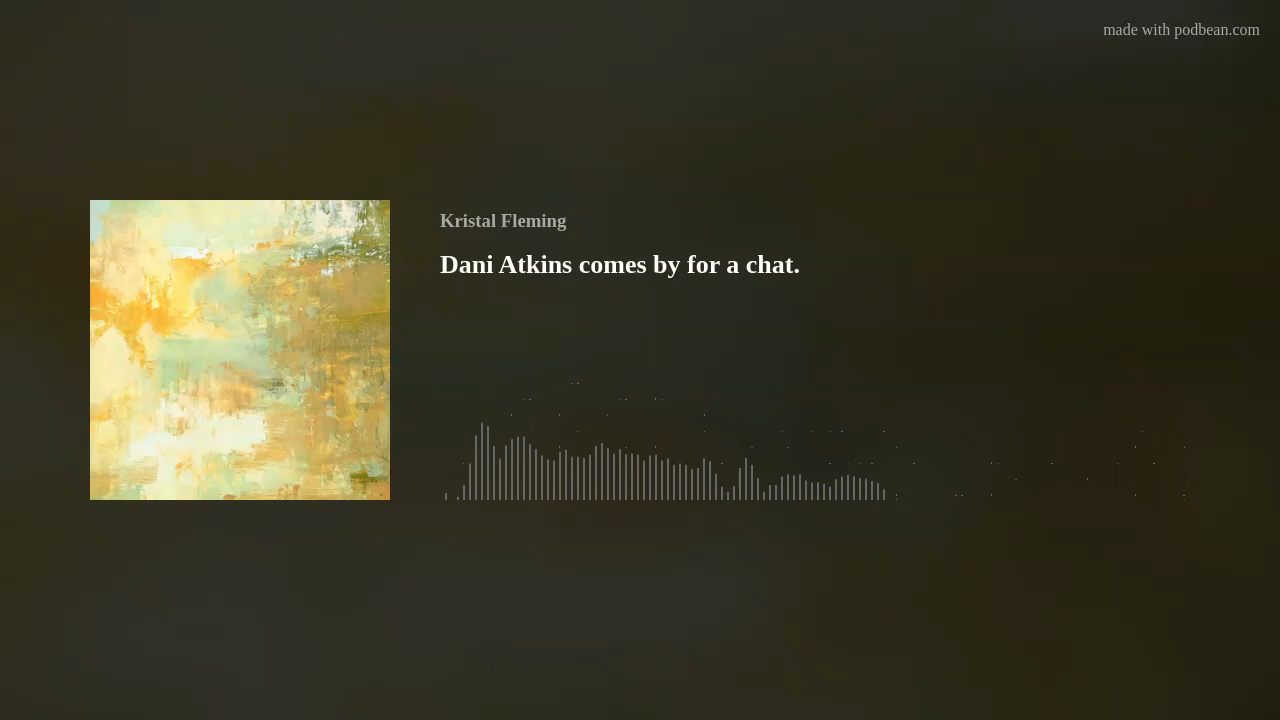 made with podbean.com
Kristal Fleming
Dani Atkins comes by for a chat.